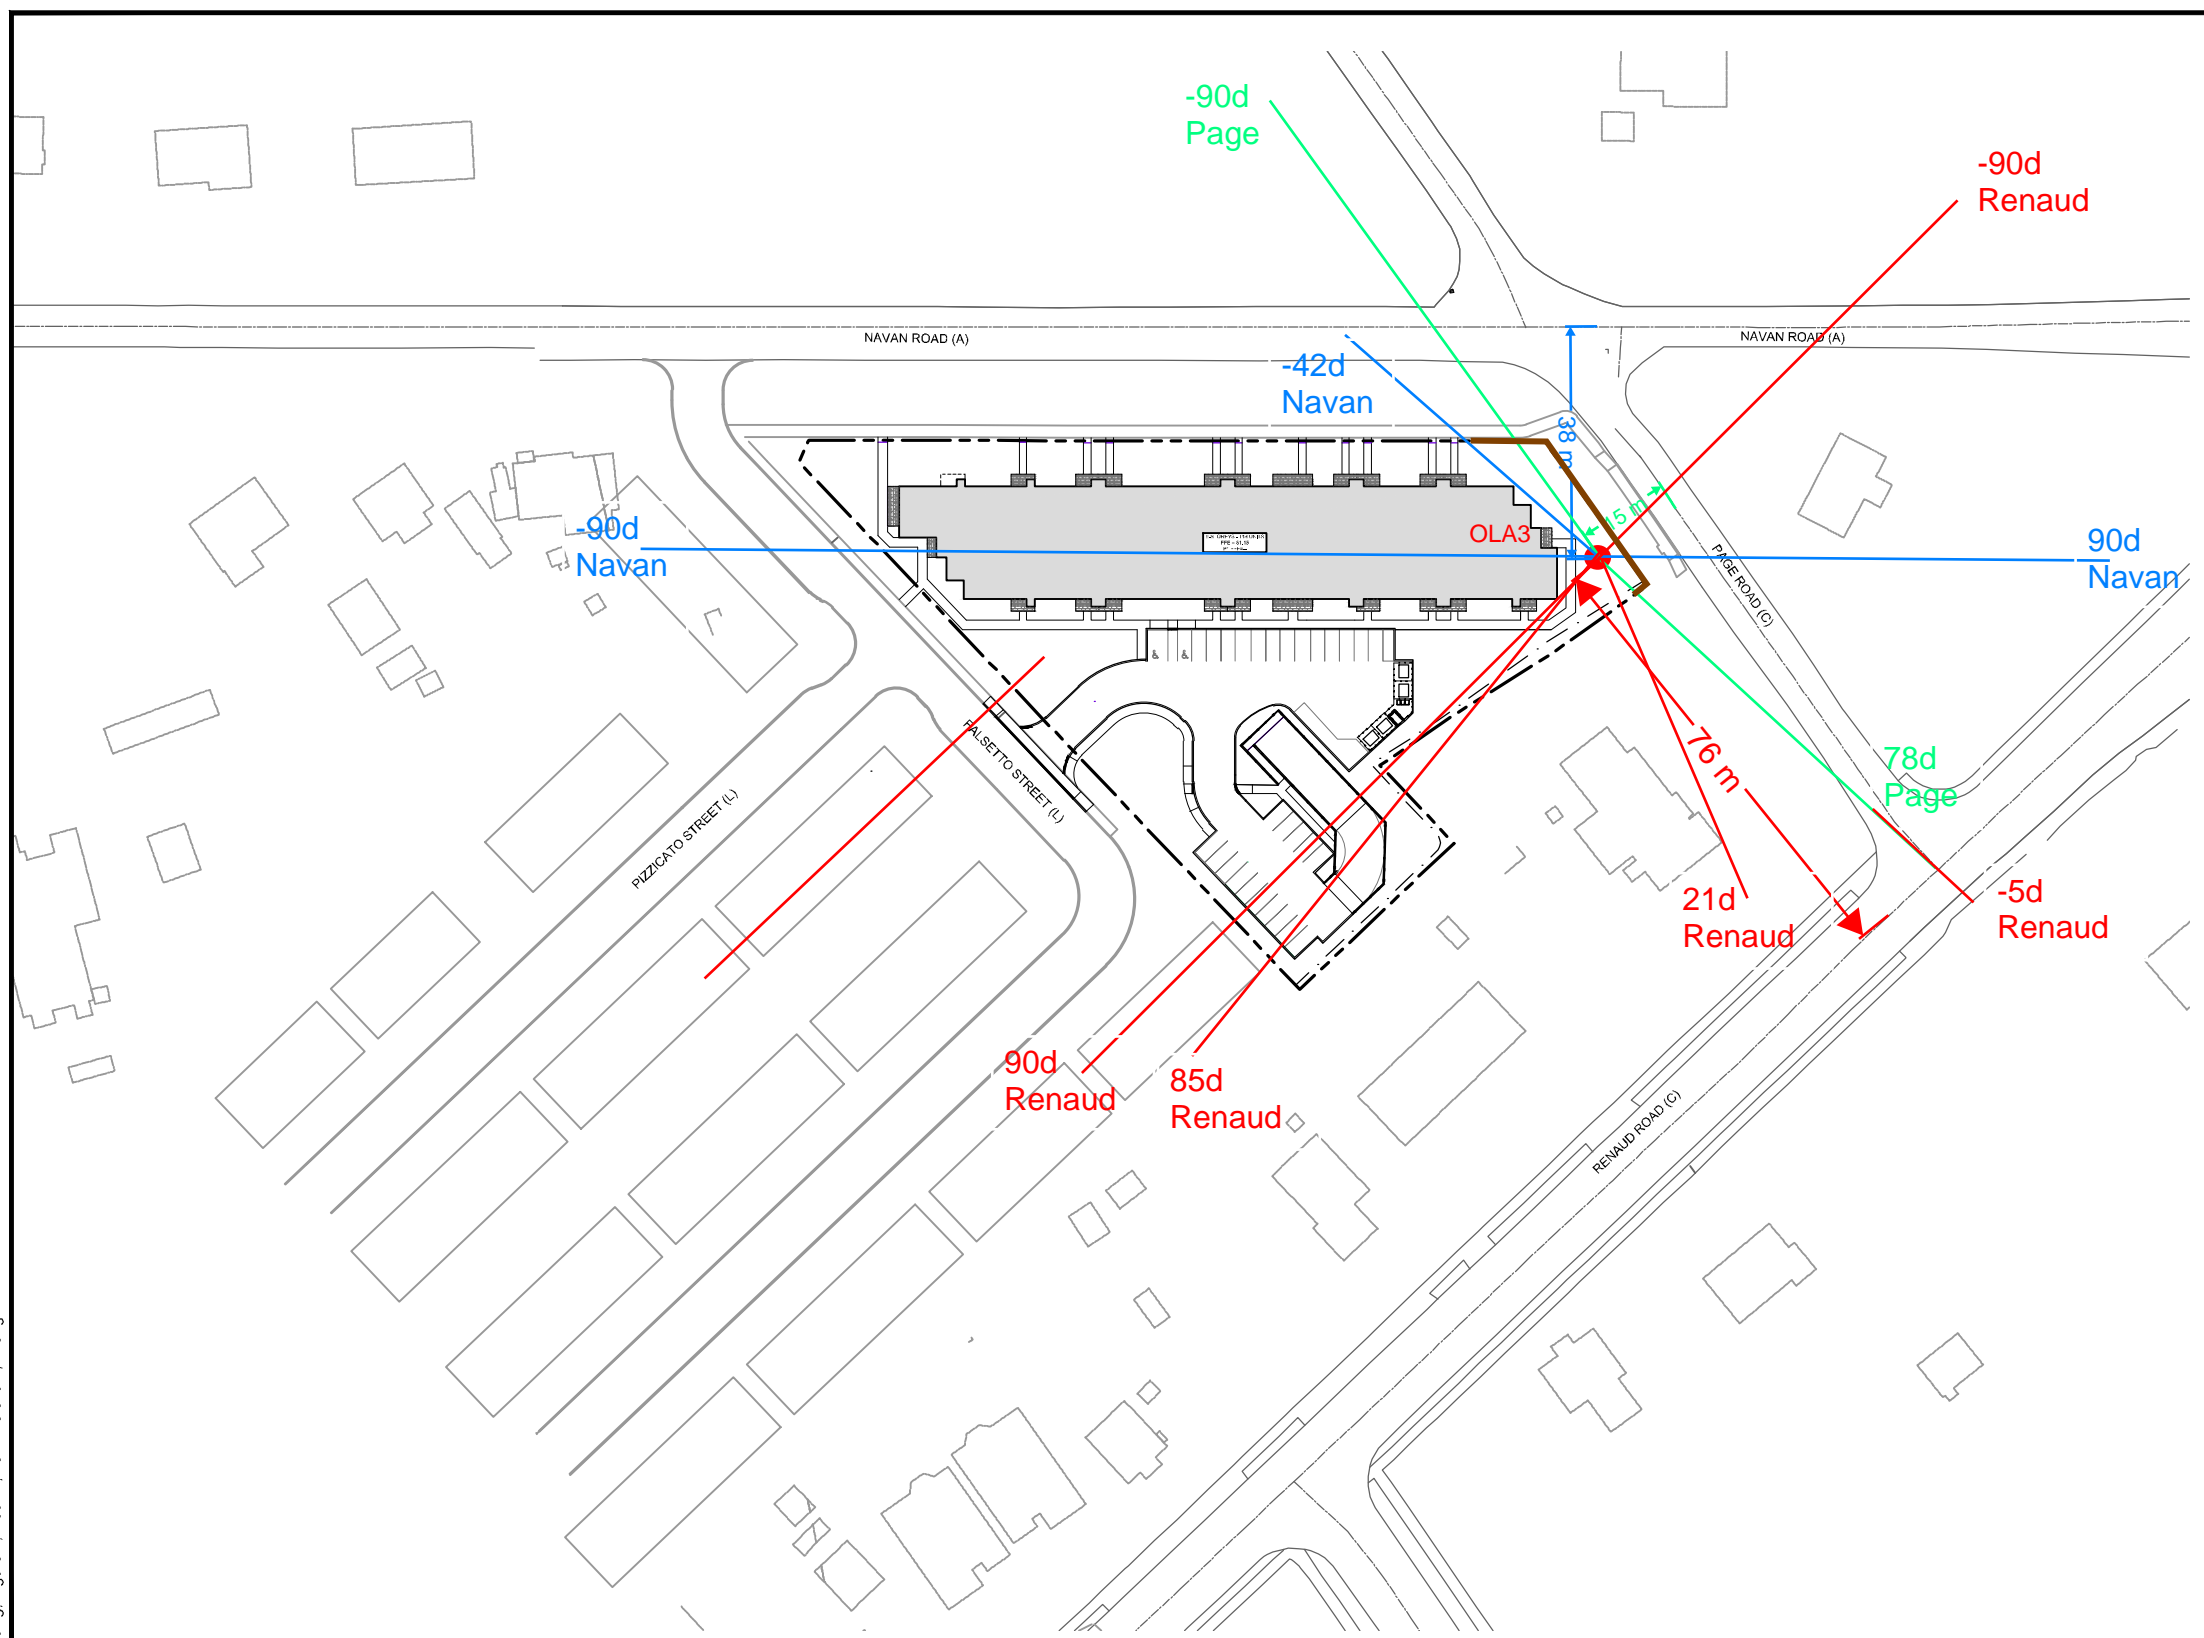 -90d
Page
-90d
Renaud
NAVAN ROAD (A)
NAVAN ROAD (A)
-42d
Navan
38 m
15 m
OLA3
-90d
Navan
90d
Navan
PAGE ROAD (C)
76 m
78d
Page
FALSETTO STREET (L)
PIZZICATO STREET (L)
21d
Renaud
-5d
Renaud
90d
Renaud
85d
Renaud
RENAUD ROAD (C)